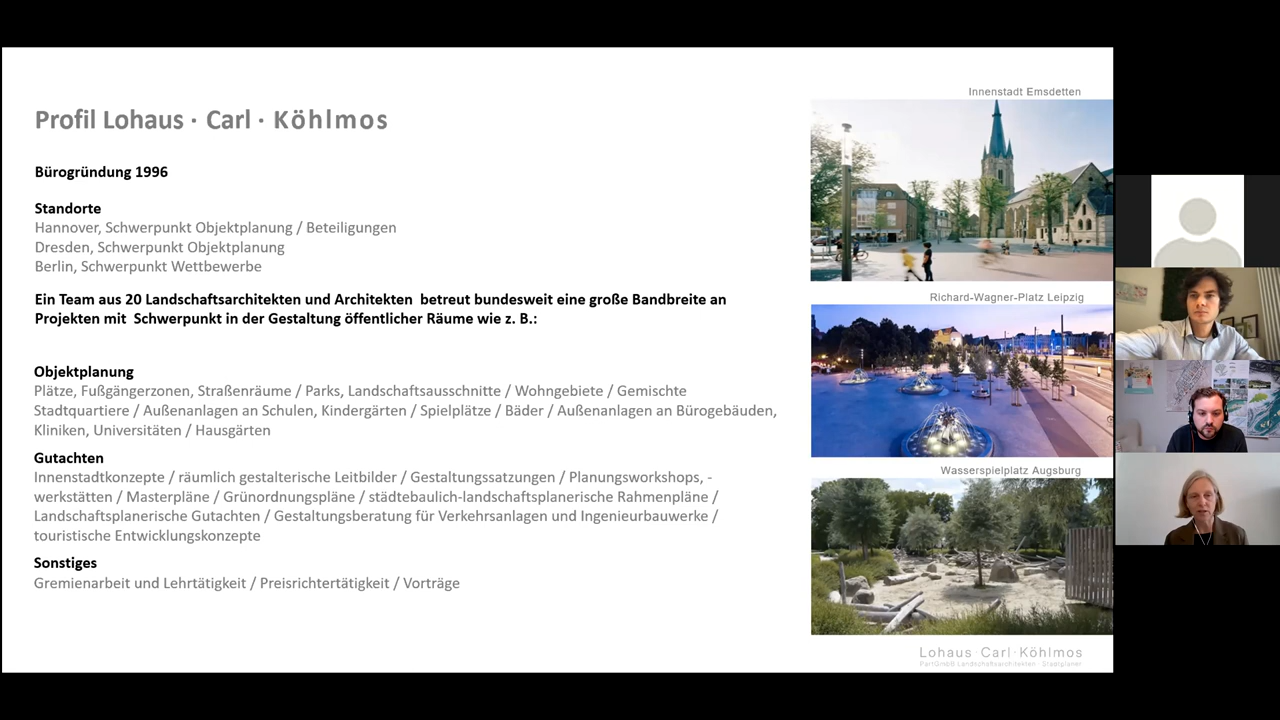 Profil Lohaus · Carl · Köhlmos
Bürogründung 1996
Standorte
Hannover, Schwerpunkt Objektplanung / Beteiligungen
Dresden, Schwerpunkt Objektplanung
Berlin, Schwerpunkt Wettbewerbe
Ein Team aus 20 Landschaftsarchitekten und Architekten betreut bundesweit eine große Bandbreite an
Projekten mit Schwerpunkt in der Gestaltung öffentlicher Räume wie z. B.:
Objektplanung
Plätze, Fußgängerzonen, Straßenräume / Parks, Landschaftsausschnitte / Wohngebiete / Gemischte
Stadtquartiere / Außenanlagen an Schulen, Kindergärten / Spielplätze / Bäder / Außenanlagen an Bürogebäuden,
Kliniken, Universitäten / Hausgärten
Gutachten
Innenstadtkonzepte / räumlich gestalterische Leitbilder / Gestaltungssatzungen / Planungsworkshops, -
werkstätten / Masterpläne / Grünordnungspläne / städtebaulich-landschaftsplanerische Rahmenpläne /
Landschaftsplanerische Gutachten / Gestaltungsberatung für Verkehrsanlagen und Ingenieurbauwerke /
touristische Entwicklungskonzepte
Sonstiges
Gremienarbeit und Lehrtätigkeit / Preisrichtertätigkeit / Vorträge
Innenstadt Emsdetten
Richard-Wagner-Platz Leipzig
Wasserspielplatz Augsburg
Lohaus · Carl · Köhlmos
PartGmbB Landschaftsarchitekten · Stadtplaner